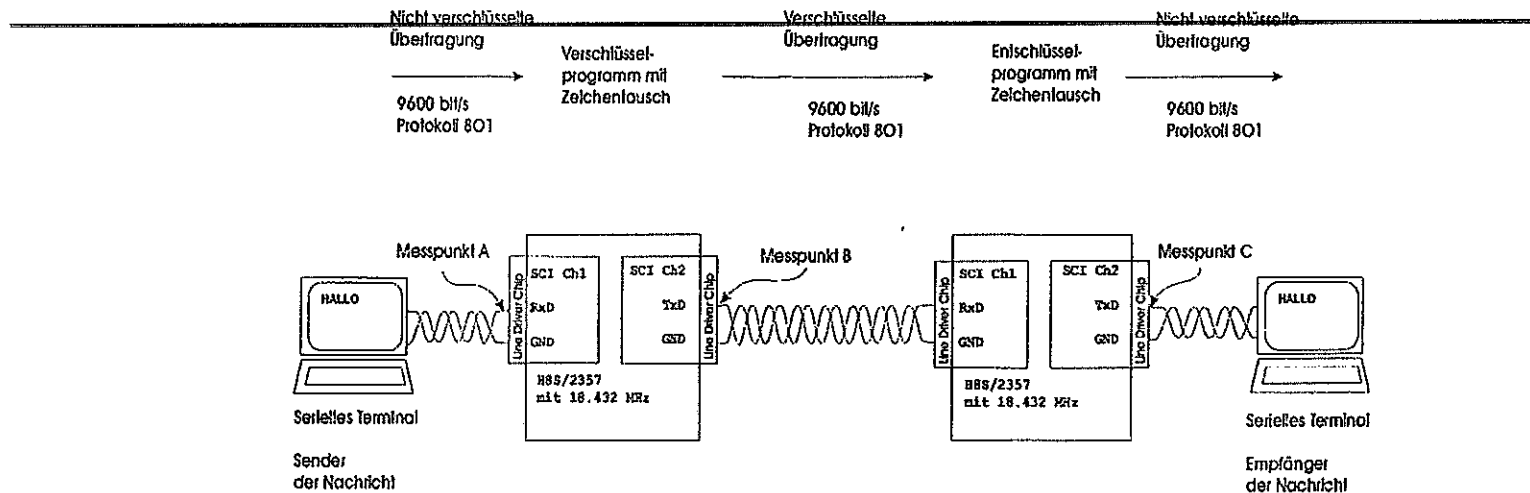 Nicht verschlüsselte
Übertragung
9600 bit/s
Protokoll 8O1
Verschlüssel-
programm mit
Zeichentausch
Verschlüsselte
Übertragung
9600 bit/s
Protokoll 8O1
Entschlüssel-
programm mit
Zeichentausch
Nicht verschlüsselte
Übertragung
9600 bit/s
Protokoll 8O1
Messpunkt A
Messpunkt B
Messpunkt C
HALLO
Line Driver Chip
SCI Ch1
RxD
GND
SCI Ch2
TxD
GND
Line Driver Chip
H8S/2357
mit 18.432 MHz
Line Driver Chip
SCI Ch1
RxD
GND
SCI Ch2
TxD
GND
Line Driver Chip
H8S/2357
mit 18.432 MHz
HALLO
Serielles Terminal
Sender
der Nachricht
Serielles Terminal
Empfänger
der Nachricht